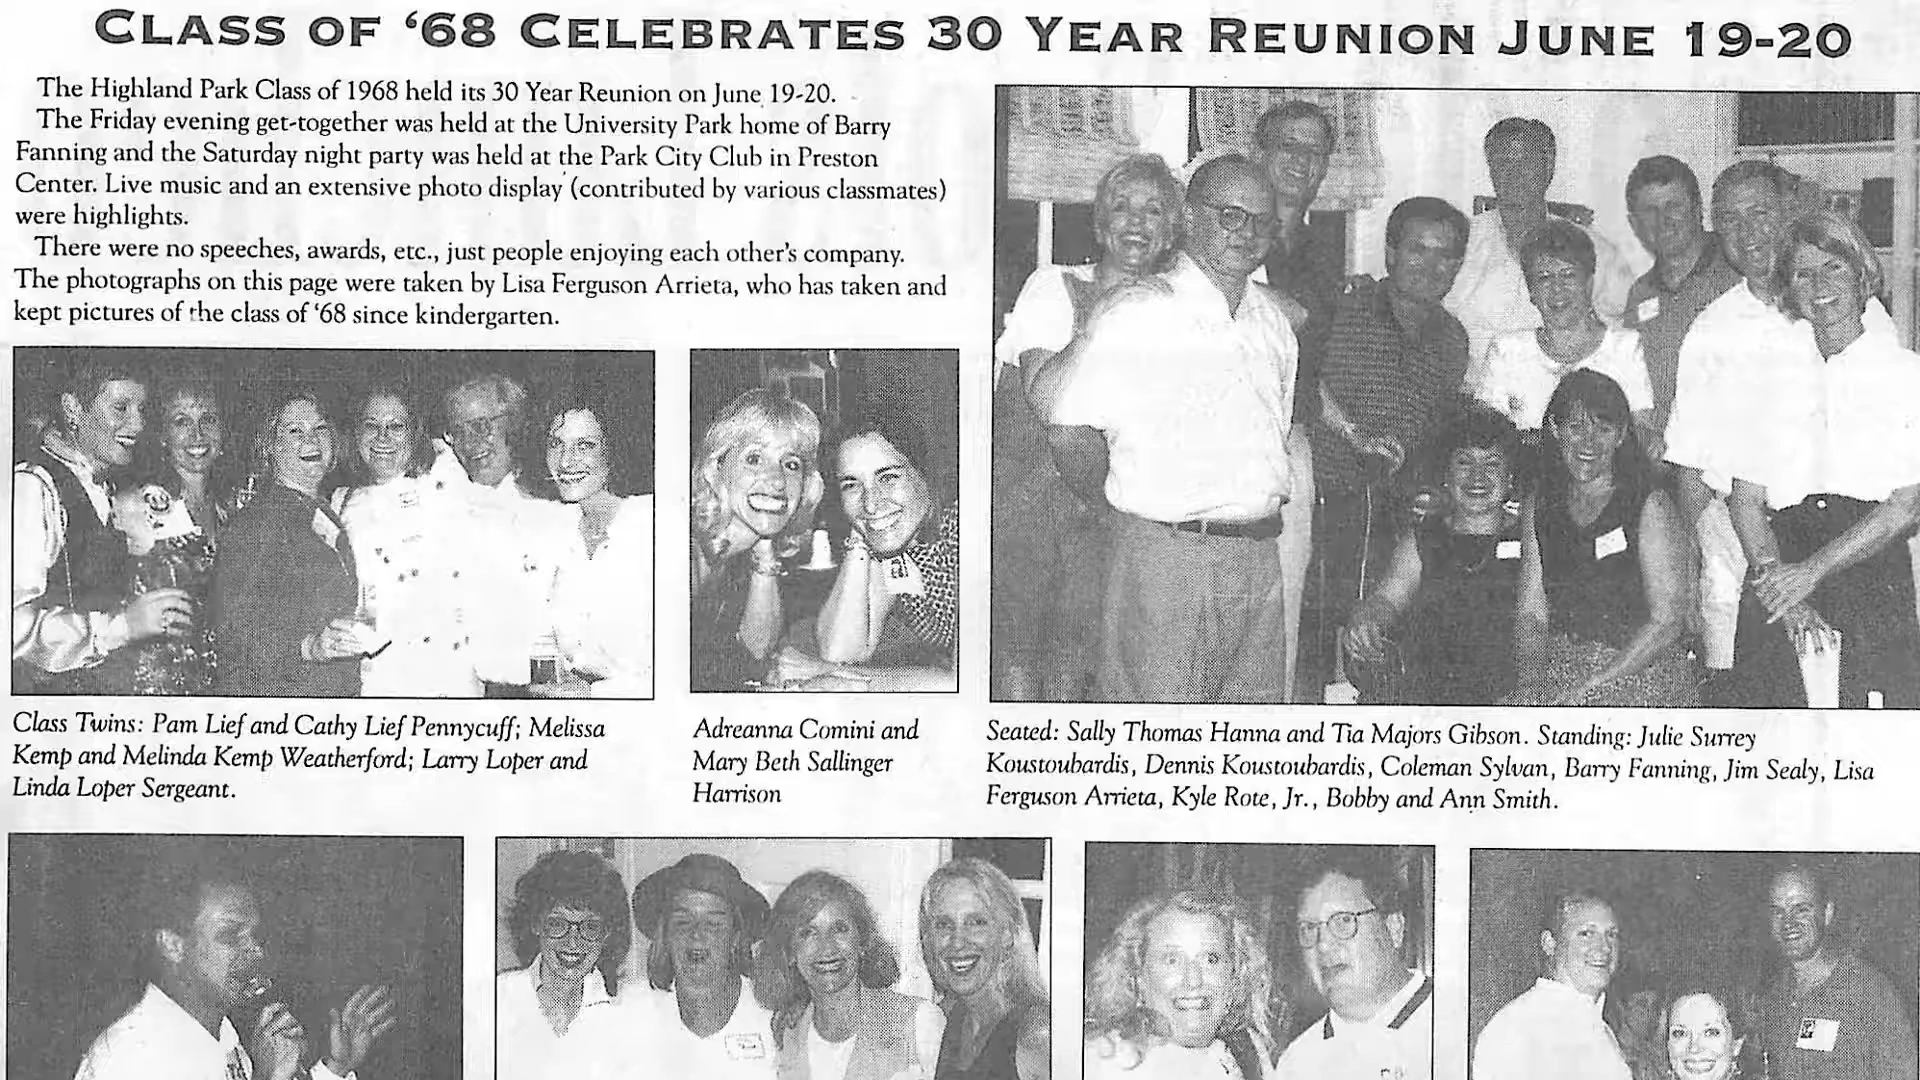 CLASS OF ‘68 CELEBRATES 30 YEAR REUNION JUNE 19-20
The Highland Park Class of 1968 held its 30 Year Reunion on June 19-20.
The Friday evening get-together was held at the University Park home of Barry
Fanning and the Saturday night party was held at the Park City Club in Preston
Center. Live music and an extensive photo display (contributed by various classmates)
were highlights.
There were no speeches, awards, etc., just people enjoying each other's company.
The photographs on this page were taken by Lisa Ferguson Arrieta, who has taken and
kept pictures of the class of ‘68 since kindergarten.
Class Twins: Pam Lief and Cathy Lief Pennycuff; Melissa
Kemp and Melinda Kemp Weatherford; Larry Loper and
Linda Loper Sergeant.
Adreanna Comini and
Mary Beth Sallinger
Harrison
Seated: Sally Thomas Hanna and Tia Majors Gibson. Standing: Julie Surrey
Koustoubardis, Dennis Koustoubardis, Coleman Sylvan, Barry Fanning, Jim Sealy, Lisa
Ferguson Arrieta, Kyle Rote, Jr., Bobby and Ann Smith.